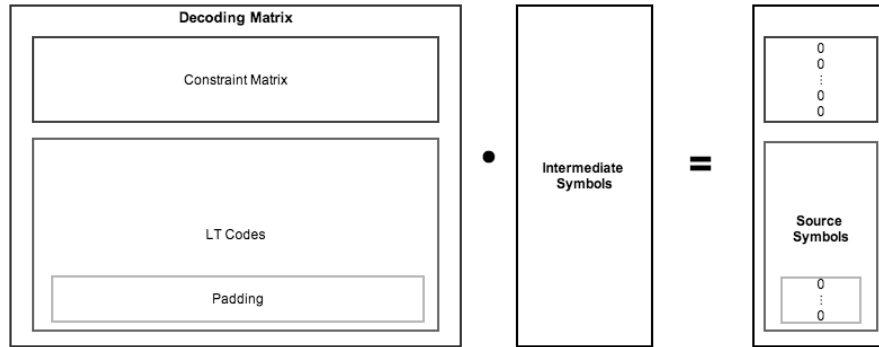 Decoding Matrix
Constraint Matrix
LT Codes
Padding
•
Intermediate
Symbols
=
0
0
⋮
0
0
Source
Symbols
0
⋮
0